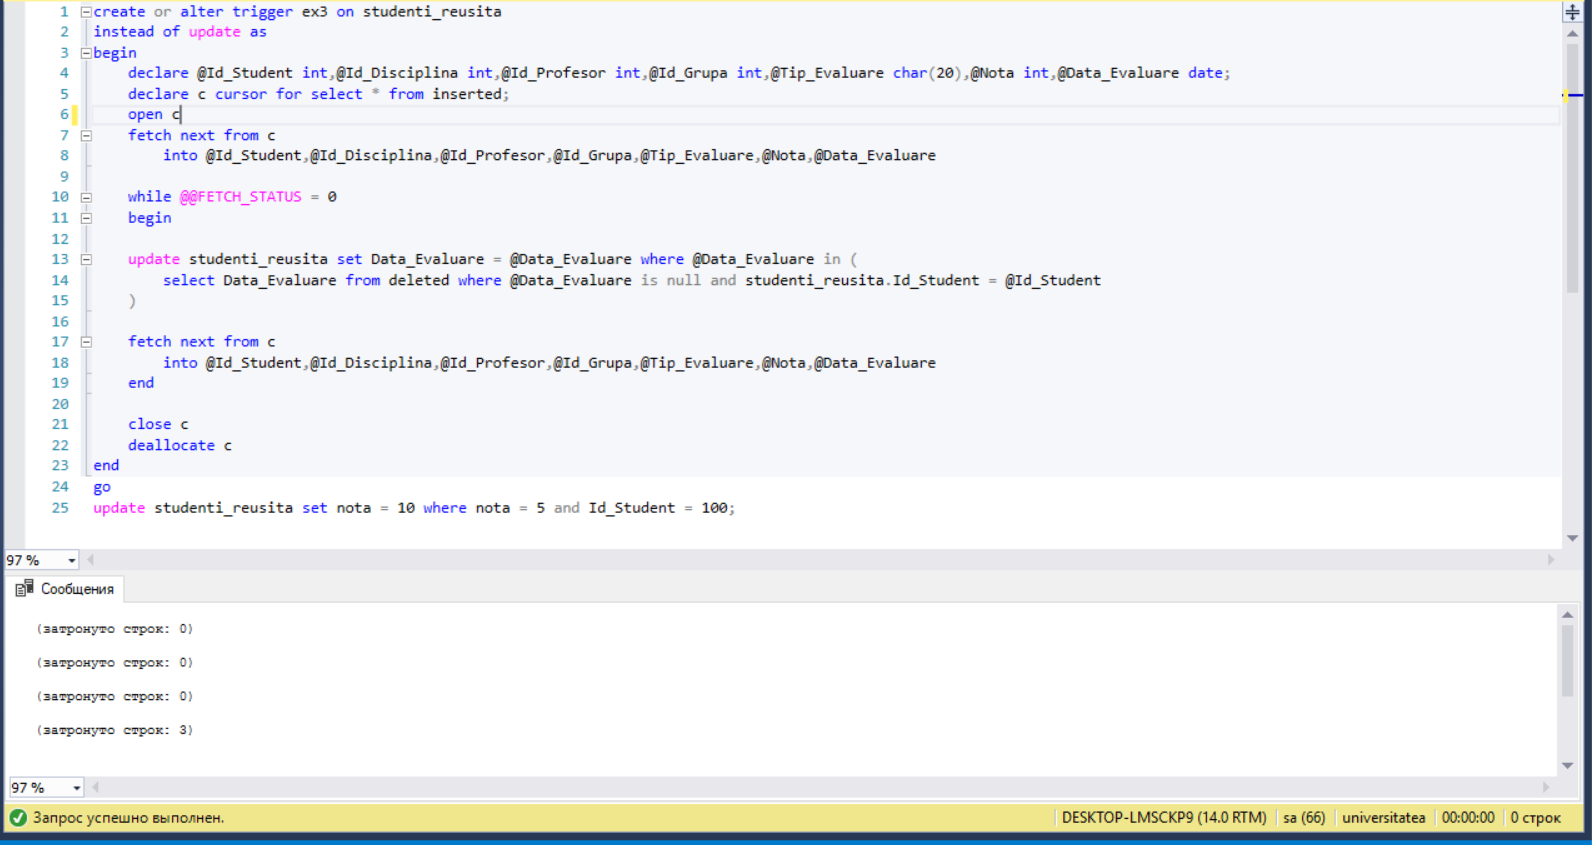 1 create or alter trigger ex3 on studenti_reusita
2 instead of update as
3 begin
4 declare @Id_Student int,@Id_Disciplina int,@Id_Profesor int,@Id_Grupa int,@Tip_Evaluare char(20),@Nota int,@Data_Evaluare date;
5 declare c cursor for select * from inserted;
6 open c
7 fetch next from c
8 into @Id_Student,@Id_Disciplina,@Id_Profesor,@Id_Grupa,@Tip_Evaluare,@Nota,@Data_Evaluare
9
10 while @@FETCH_STATUS = 0
11 begin
12
13 update studenti_reusita set Data_Evaluare = @Data_Evaluare where @Data_Evaluare in (
14 select Data_Evaluare from deleted where @Data_Evaluare is null and studenti_reusita.Id_Student = @Id_Student
15 )
16
17 fetch next from c
18 into @Id_Student,@Id_Disciplina,@Id_Profesor,@Id_Grupa,@Tip_Evaluare,@Nota,@Data_Evaluare
19 end
20
21 close c
22 deallocate c
23 end
24 go
25 update studenti_reusita set nota = 10 where nota = 5 and Id_Student = 100;
97 %
Сообщения
(затронуто строк: 0)
(затронуто строк: 0)
(затронуто строк: 0)
(затронуто строк: 3)
97 %
Запрос успешно выполнен. DESKTOP-LMSCKP9 (14.0 RTM) sa (66) universitatea 00:00:00 0 строк